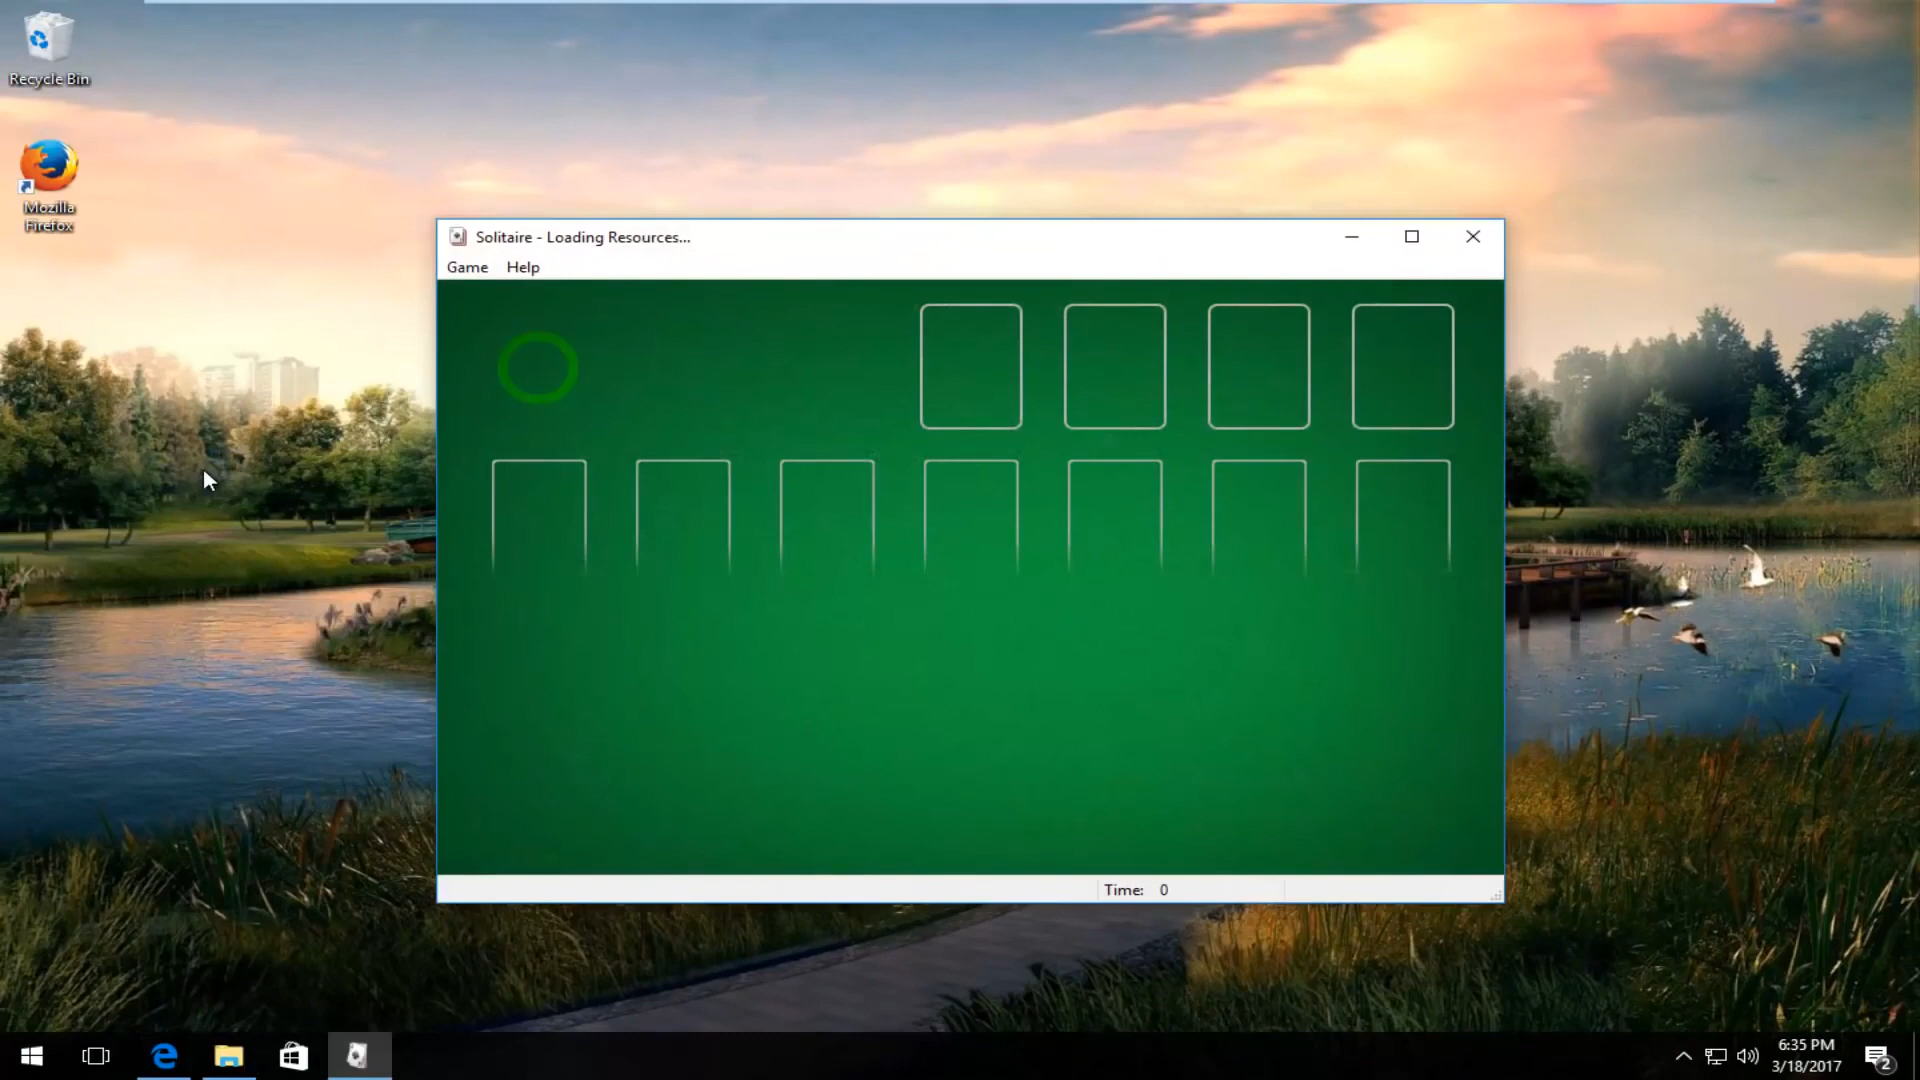 Recycle Bin
Mozilla
Firefox
Solitaire - Loading Resources...
Game Help
Time: 0
6:35 PM
3/18/2017
2